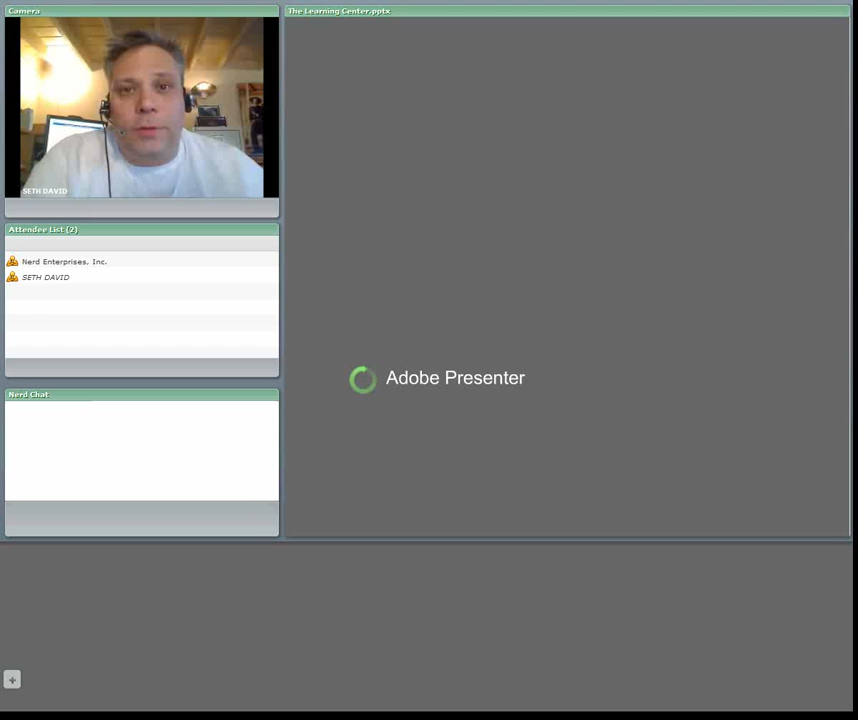 Camera
The Learning Center.pptx
SETH DAVID
Attendee List (2)
Nerd Enterprises, Inc.
SETH DAVID
Adobe Presenter
Nerd Chat